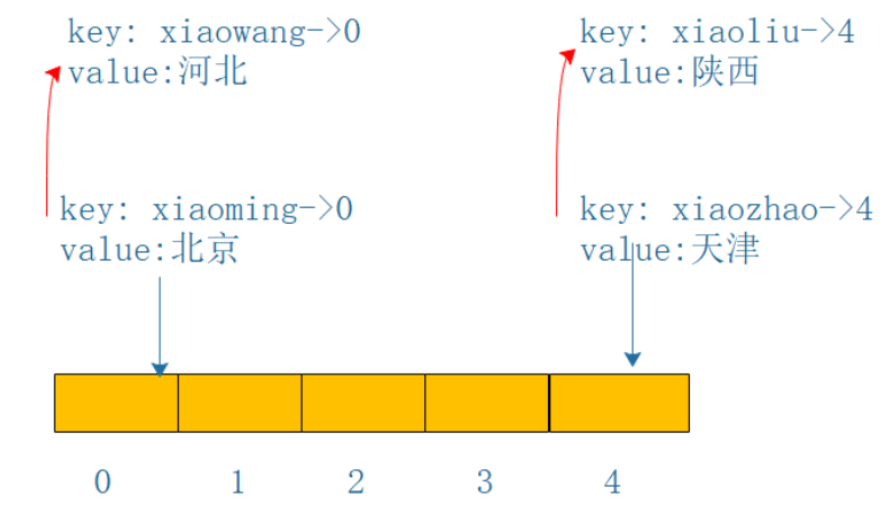 key: xiaowang->0
value:河北
key: xiaoliu->4
value:陕西
key: xiaoming->0
value:北京
key: xiaozhao->4
value:天津
0 1 2 3 4